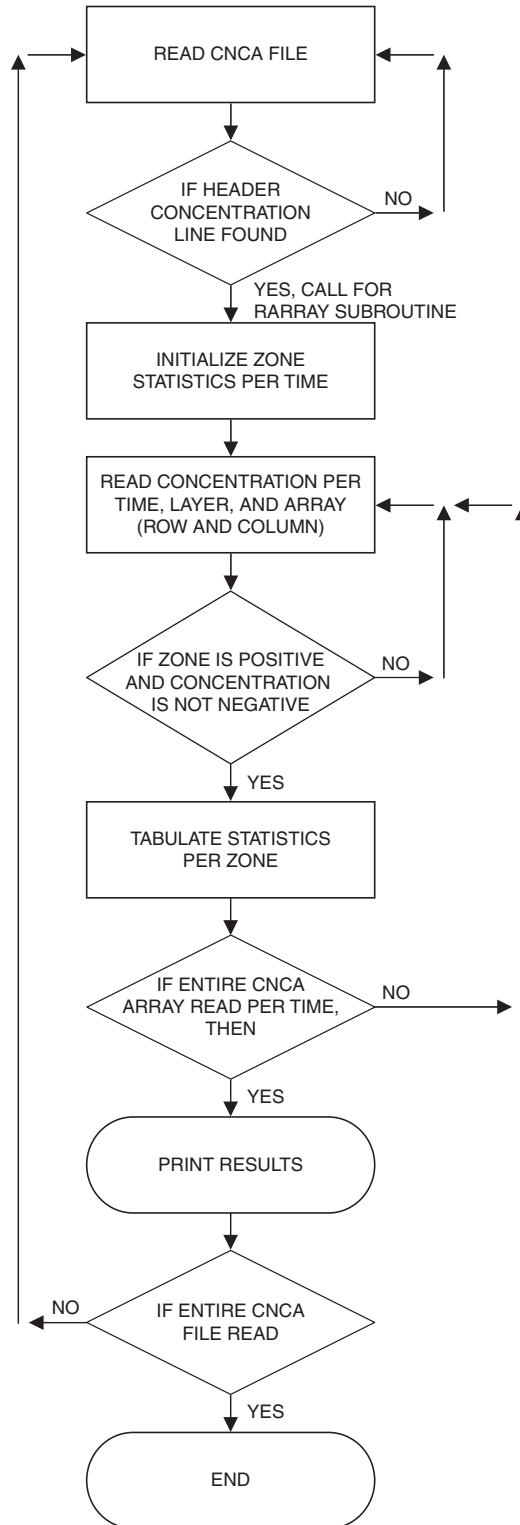 READ CNCA FILE
IF HEADER
CONCENTRATION
LINE FOUND
NO
YES, CALL FOR
RARRAY SUBROUTINE
INITIALIZE ZONE
STATISTICS PER TIME
READ CONCENTRATION PER
TIME, LAYER, AND ARRAY
(ROW AND COLUMN)
IF ZONE IS POSITIVE
AND CONCENTRATION
IS NOT NEGATIVE
NO
YES
TABULATE STATISTICS
PER ZONE
IF ENTIRE CNCA
ARRAY READ PER TIME,
THEN
NO
YES
PRINT RESULTS
IF ENTIRE CNCA
FILE READ
NO
YES
END